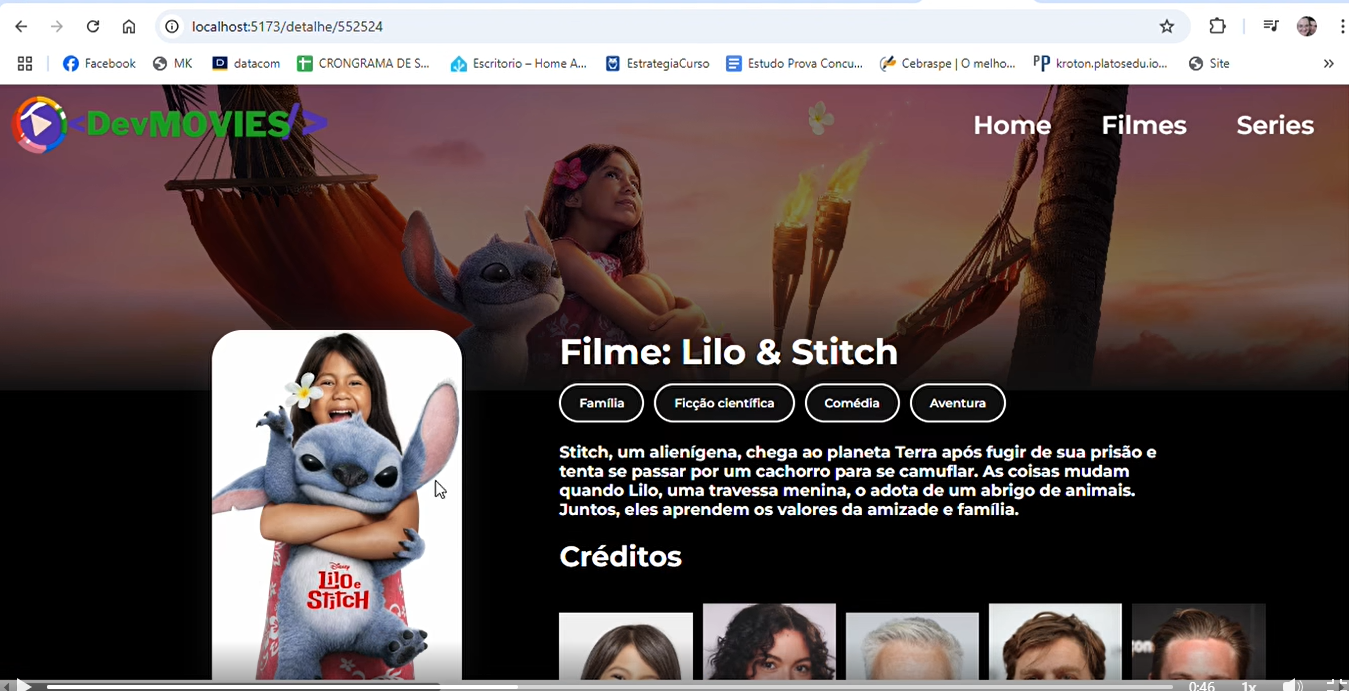 localhost:5173/detalhe/552524
Facebook MK datacom CRONGRAMA DE S... Escritorio – Home A... EstrategiaCurso Estudo Prova Concu... Cebraspe | O melho... kroton.platosedu.io... Site »
<DevMOVIES/>
Home Filmes Series
Filme: Lilo & Stitch
Família Ficção científica Comédia Aventura
Stitch, um alienígena, chega ao planeta Terra após fugir de sua prisão e
tenta se passar por um cachorro para se camuflar. As coisas mudam
quando Lilo, uma travessa menina, o adota de um abrigo de animais.
Juntos, eles aprendem os valores da amizade e família.
Disney
Lilo e
Stitch
Créditos
0:46 1x